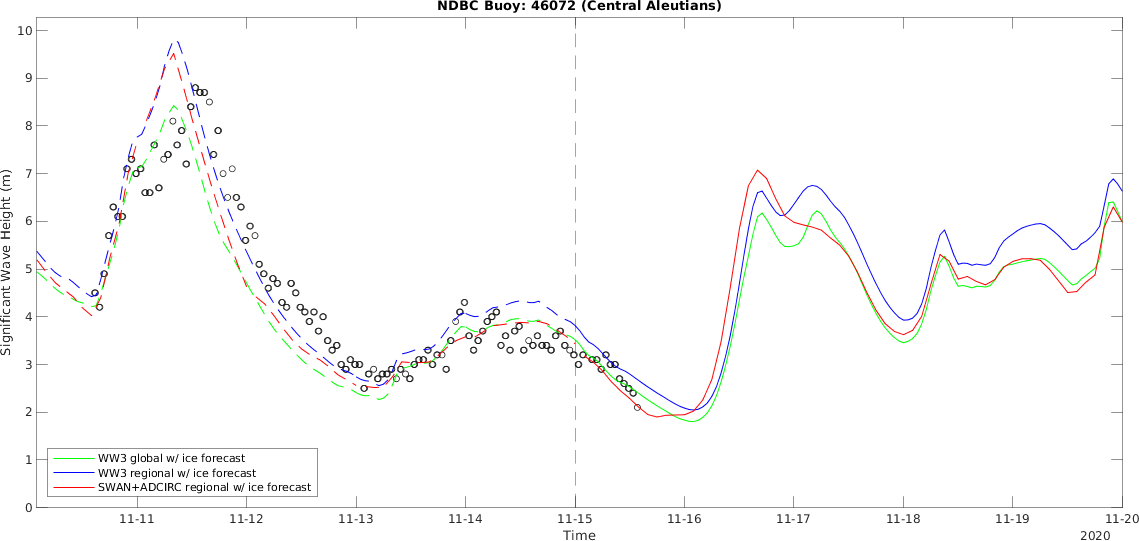 NDBC Buoy: 46072 (Central Aleutians)
Significant Wave Height (m)
10
9
8
7
6
5
4
3
2
1
0
WW3 global w/ ice forecast
WW3 regional w/ ice forecast
SWAN+ADCIRC regional w/ ice forecast
11-11 11-12 11-13 11-14 11-15 11-16 11-17 11-18 11-19 11-20
Time
2020